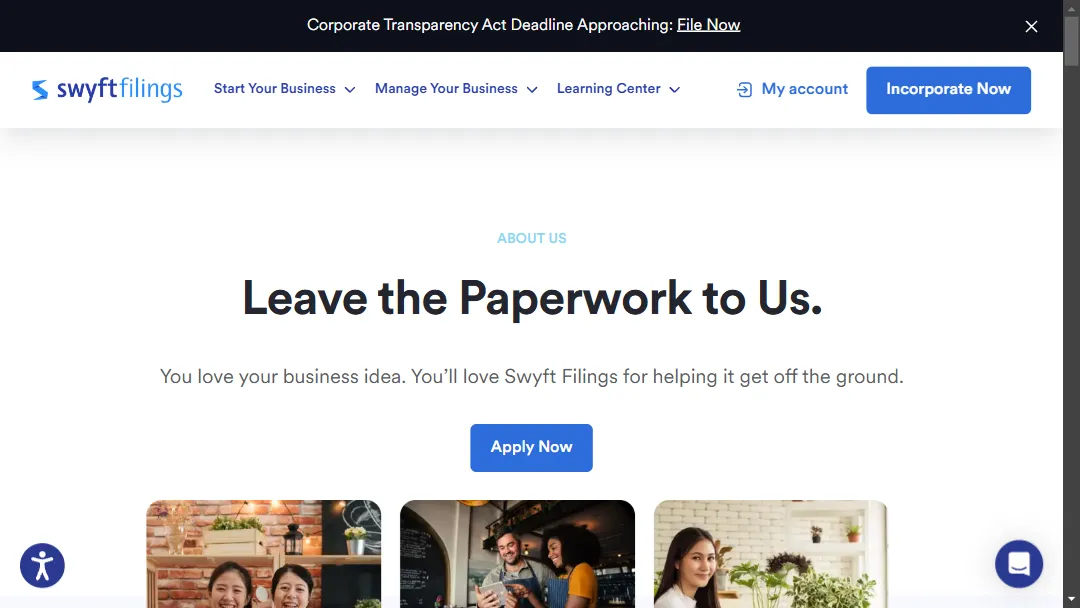 Corporate Transparency Act Deadline Approaching: File Now
swyftfilings
Start Your Business
Manage Your Business
Learning Center
My account
Incorporate Now
ABOUT US
Leave the Paperwork to Us.
You love your business idea. You’ll love Swyft Filings for helping it get off the ground.
Apply Now